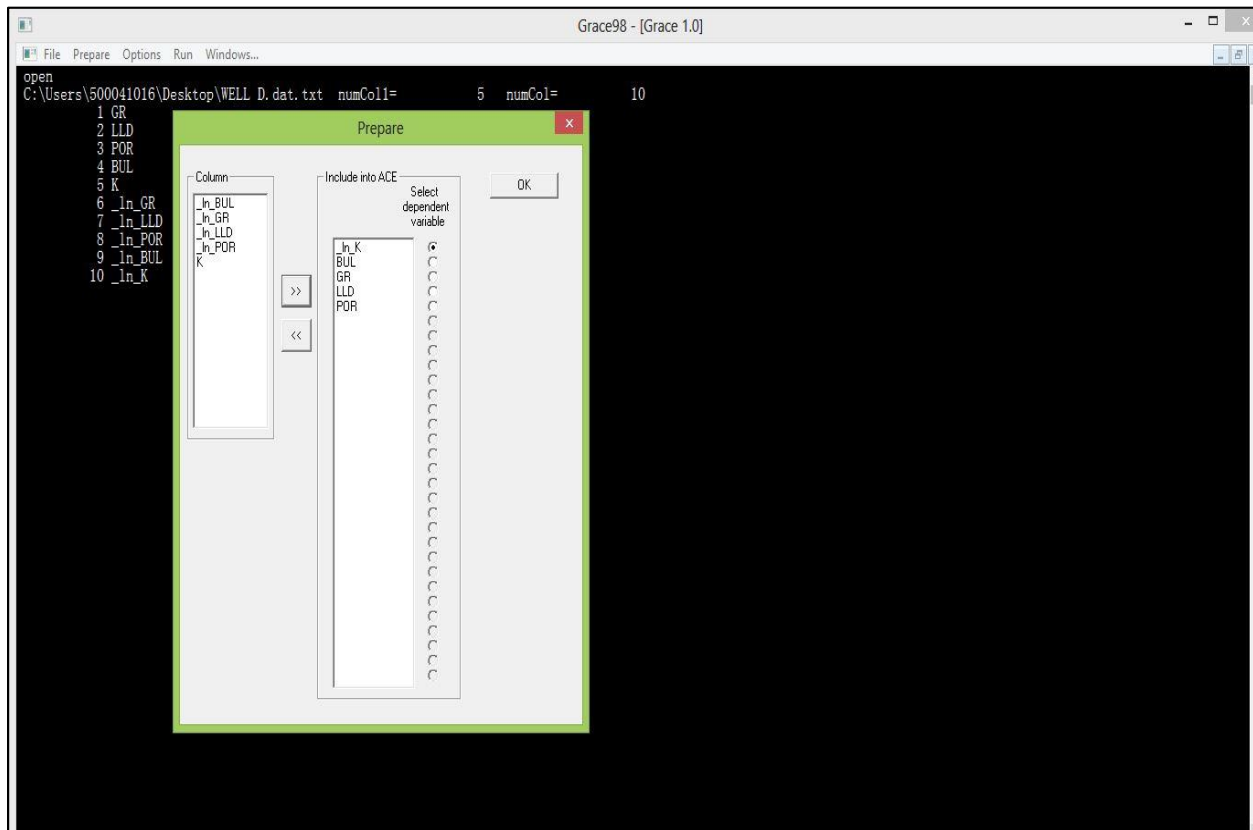 Grace98 - [Grace 1.0]
File Prepare Options Run Windows...
open
C:\Users\500041016\Desktop\WELL D.dat.txt numCol1= 5 numCol= 10
1 GR
2 LLD
3 POR
4 BUL
5 K
6 _ln_GR
7 _ln_LLD
8 _ln_POR
9 _ln_BUL
10 _ln_K
Prepare
x
Column
_ln_BUL
_ln_GR
_ln_LLD
_ln_POR
K
>>
<<
Include into ACE
Select
dependent
variable
_ln_K
BUL
GR
LLD
POR
OK